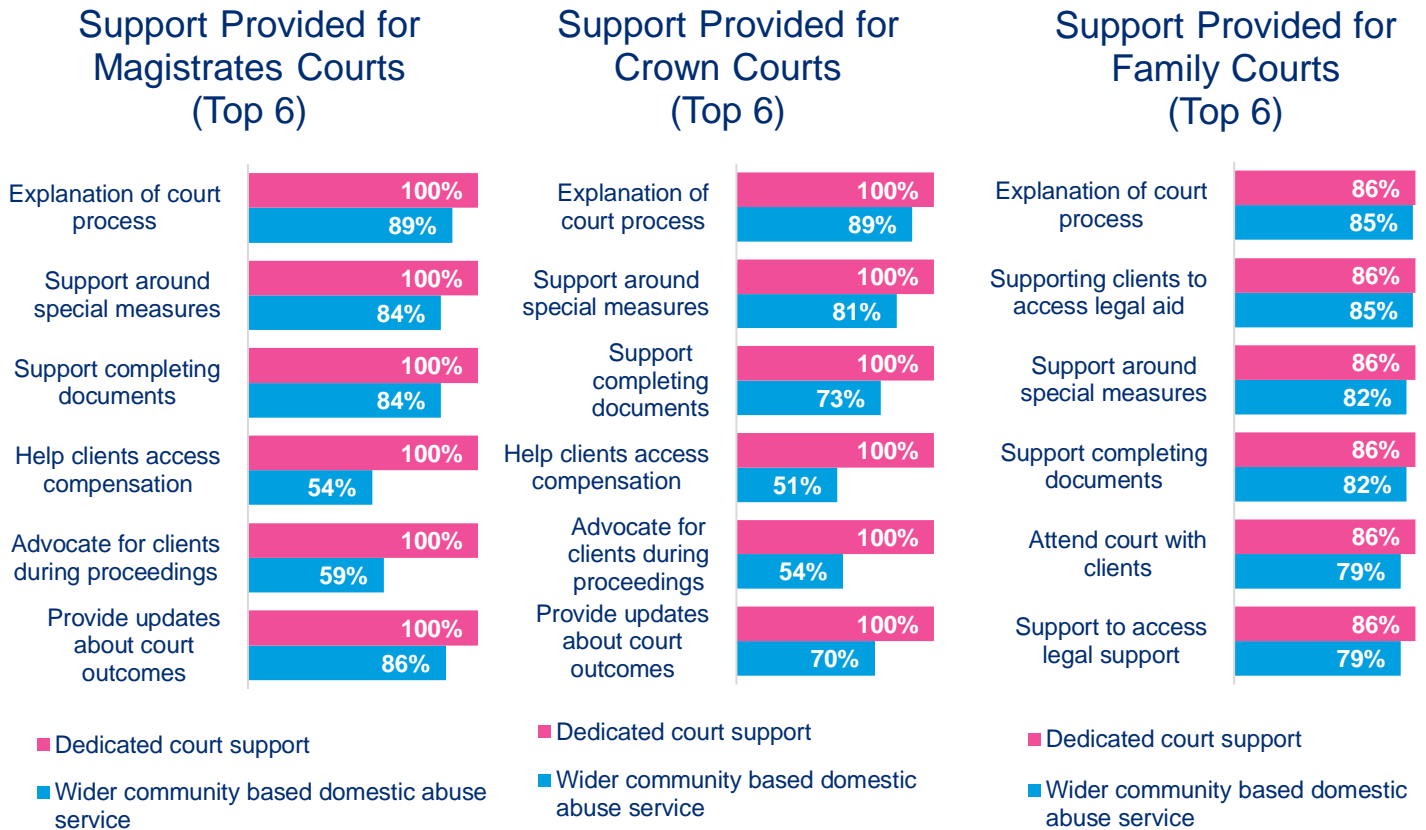 Support Provided for
Magistrates Courts
(Top 6)
Explanation of court
process
100%
89%
Support around
special measures
100%
84%
Support completing
documents
100%
84%
Help clients access
compensation
100%
54%
Advocate for clients
during proceedings
100%
59%
Provide updates
about court
outcomes
100%
86%
Dedicated court support
Wider community based domestic abuse
service
Support Provided for
Crown Courts
(Top 6)
Explanation of
court process
100%
89%
Support around
special measures
100%
81%
Support
completing
documents
100%
73%
Help clients access
compensation
100%
51%
Advocate for
clients during
proceedings
100%
54%
Provide updates
about court
outcomes
100%
70%
Dedicated court support
Wider community based domestic
abuse service
Support Provided for
Family Courts
(Top 6)
Explanation of court
process
86%
85%
Supporting clients to
access legal aid
86%
85%
Support around
special measures
86%
82%
Support completing
documents
86%
82%
Attend court with
clients
86%
79%
Support to access
legal support
86%
79%
Dedicated court support
Wider community based domestic
abuse service